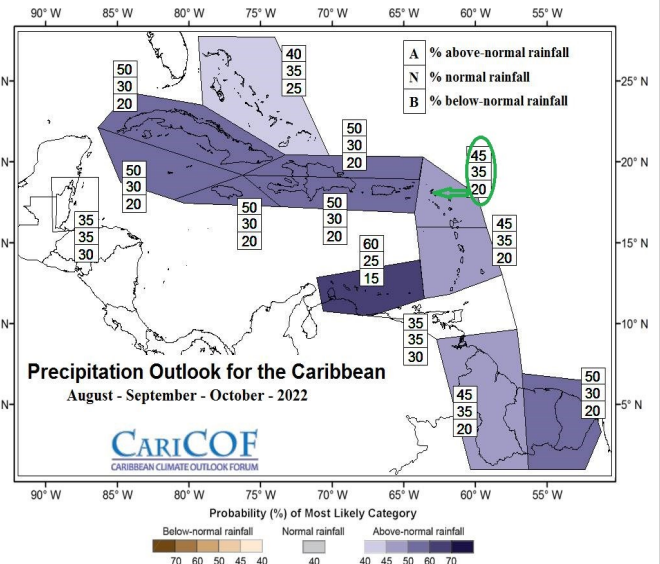 90° W 85° W 80° W 75° W 70° W 65° W 60° W 55° W
A % above-normal rainfall
N % normal rainfall
B % below-normal rainfall
40
35
25
50
30
20
N
25° N
50
30
20
45
35
20
N
20° N
50
30
20
50
30
20
50
30
20
35
35
30
45
35
20
N
15° N
60
25
15
35
35
30
N
10° N
Precipitation Outlook for the Caribbean
August - September - October - 2022
45
35
20
50
30
20
N
5° N
CARICOF
CARIBBEAN CLIMATE OUTLOOK FORUM
90° W 85° W 80° W 75° W 70° W 65° W 60° W 55° W
Probability (%) of Most Likely Category
Below-normal rainfall Normal rainfall Above-normal rainfall
70 60 50 45 40 40 40 45 50 60 70